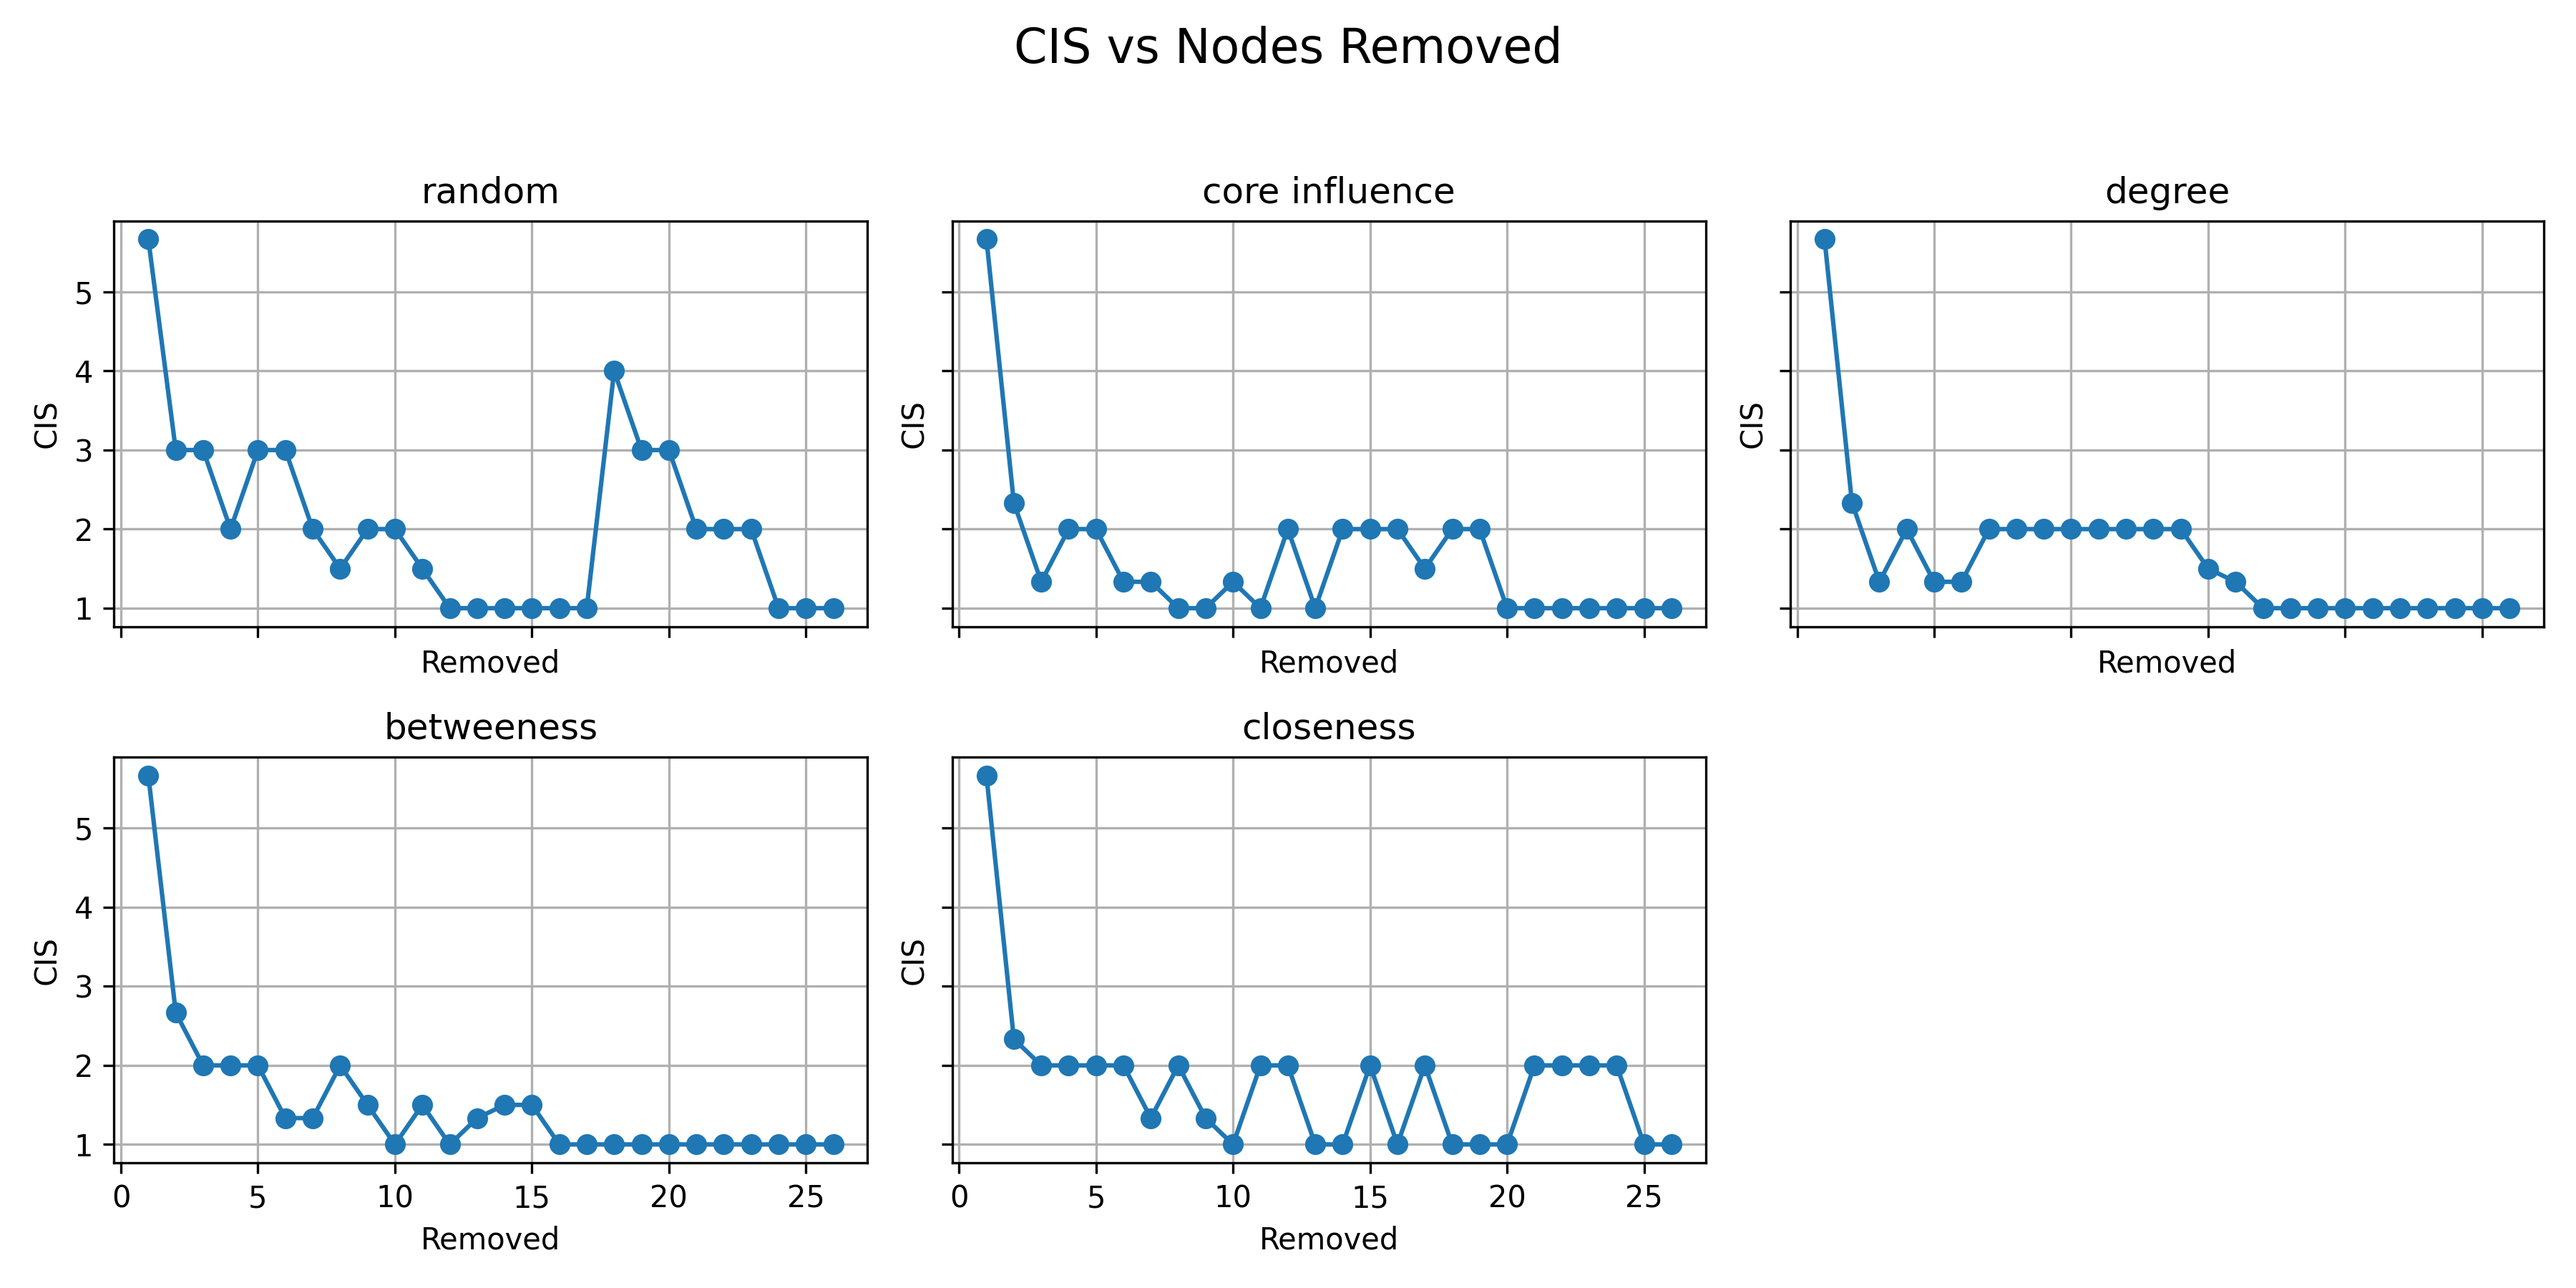 CIS vs Nodes Removed
random
core influence
degree
5
4
3
2
1
CIS
CIS
CIS
Removed
Removed
Removed
betweeness
closeness
5
4
3
2
1
CIS
CIS
0 5 10 15 20 25
0 5 10 15 20 25
Removed
Removed